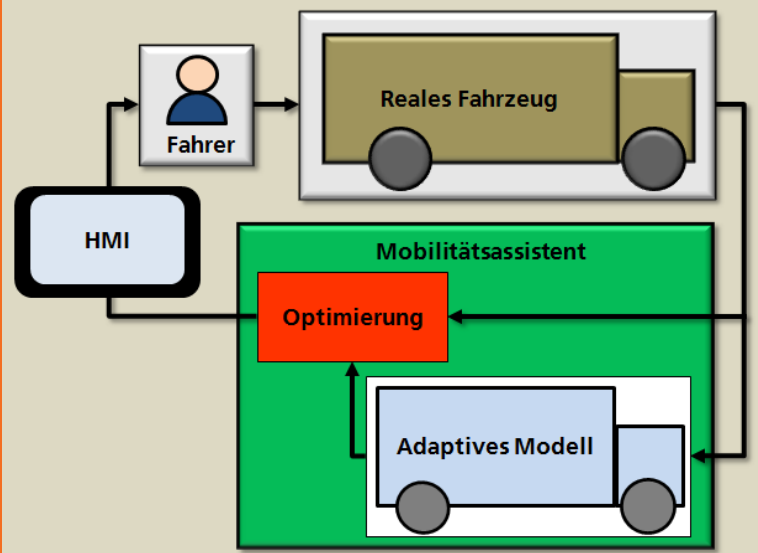 Reales Fahrzeug
Fahrer
HMI
Mobilitätsassistent
Optimierung
Adaptives Modell